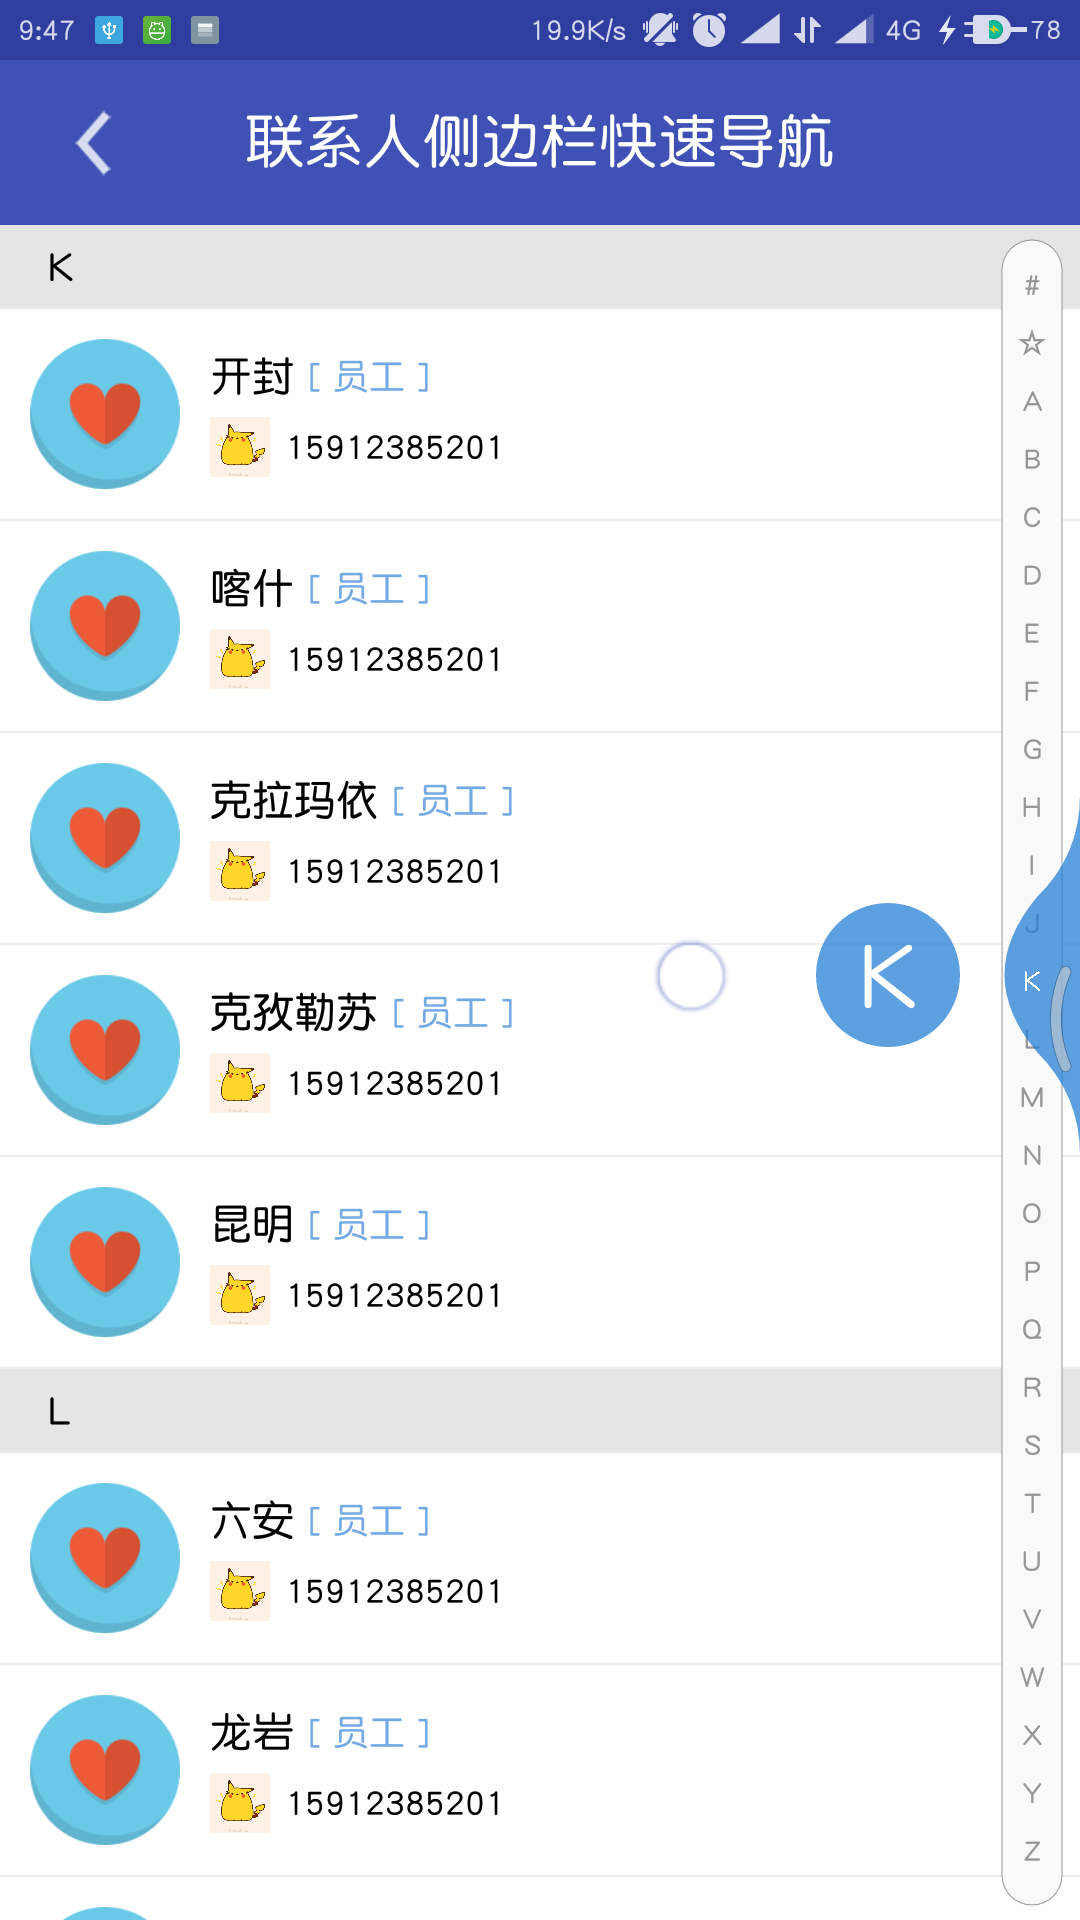 9:47 19.9K/s 4G 78
联系人侧边栏快速导航
K
开封 [ 员工 ]
15912385201
喀什 [ 员工 ]
15912385201
克拉玛依 [ 员工 ]
15912385201
克孜勒苏 [ 员工 ]
15912385201
昆明 [ 员工 ]
15912385201
L
六安 [ 员工 ]
15912385201
龙岩 [ 员工 ]
15912385201
K
#
☆
A
B
C
D
E
F
G
H
I
J
K
L
M
N
O
P
Q
R
S
T
U
V
W
X
Y
Z